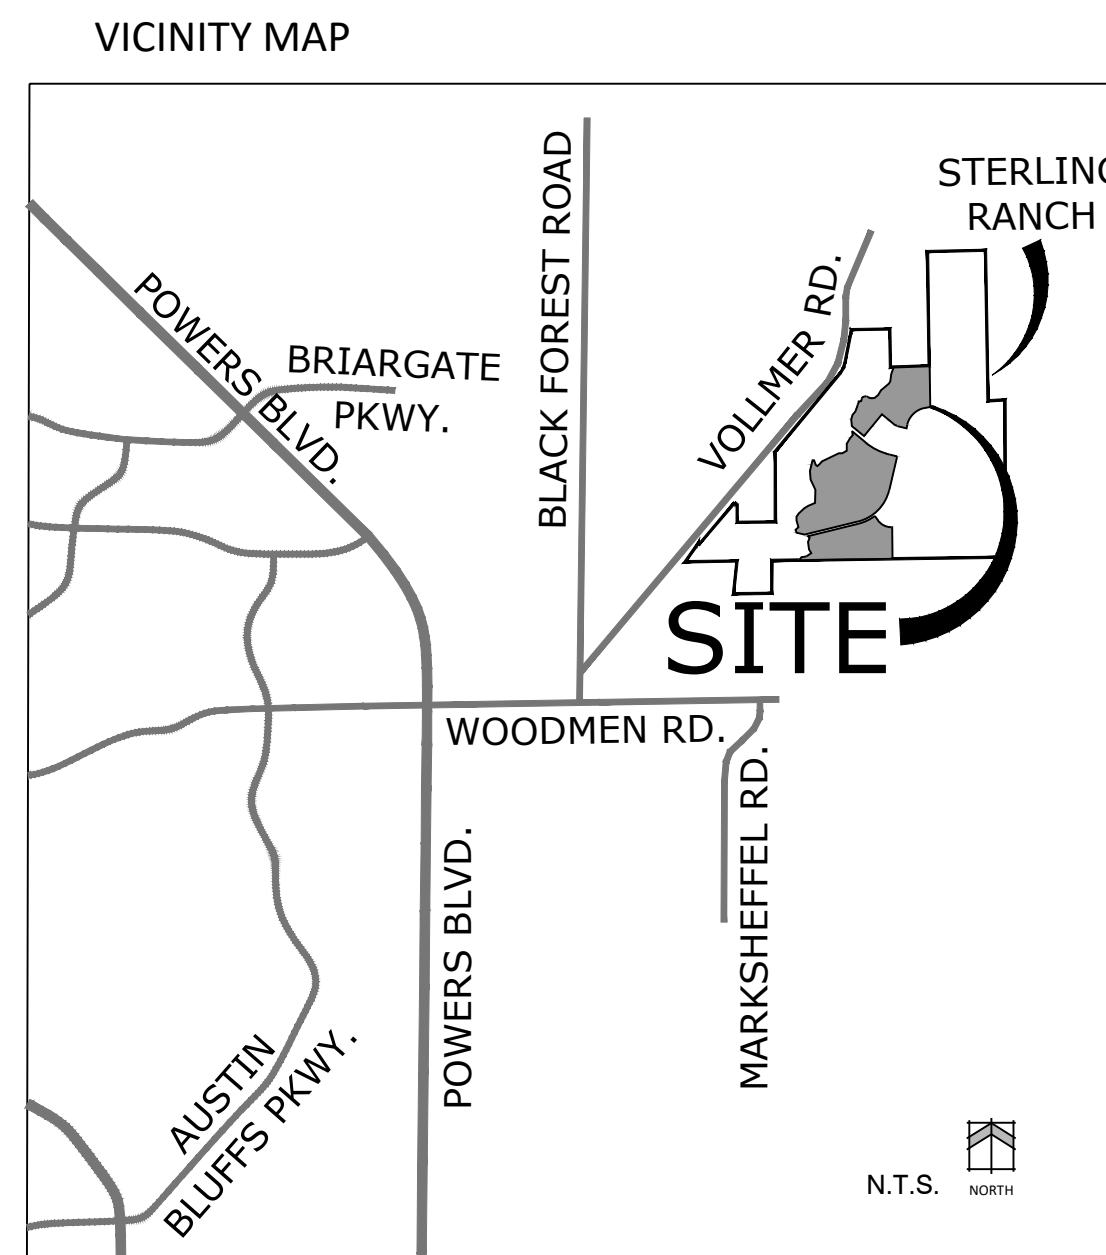 VICINITY MAP
STERLING
RANCH
BLACK FOREST ROAD
VOLLMER RD.
POWERS BLVD.
BRIARGATE
PKWY.
SITE
WOODMEN RD.
MARKSHEFFEL RD.
POWERS BLVD.
AUSTIN
BLUFFS PKWY.
N.T.S.
NORTH